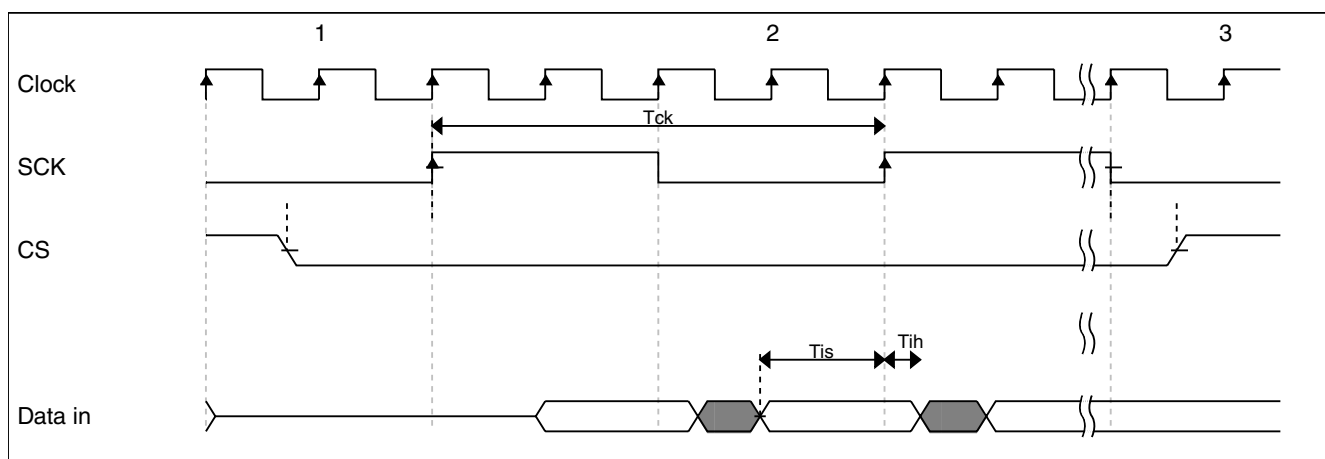 1 2 3
Clock
Tck
SCK
CS
Tis Tih
Data in